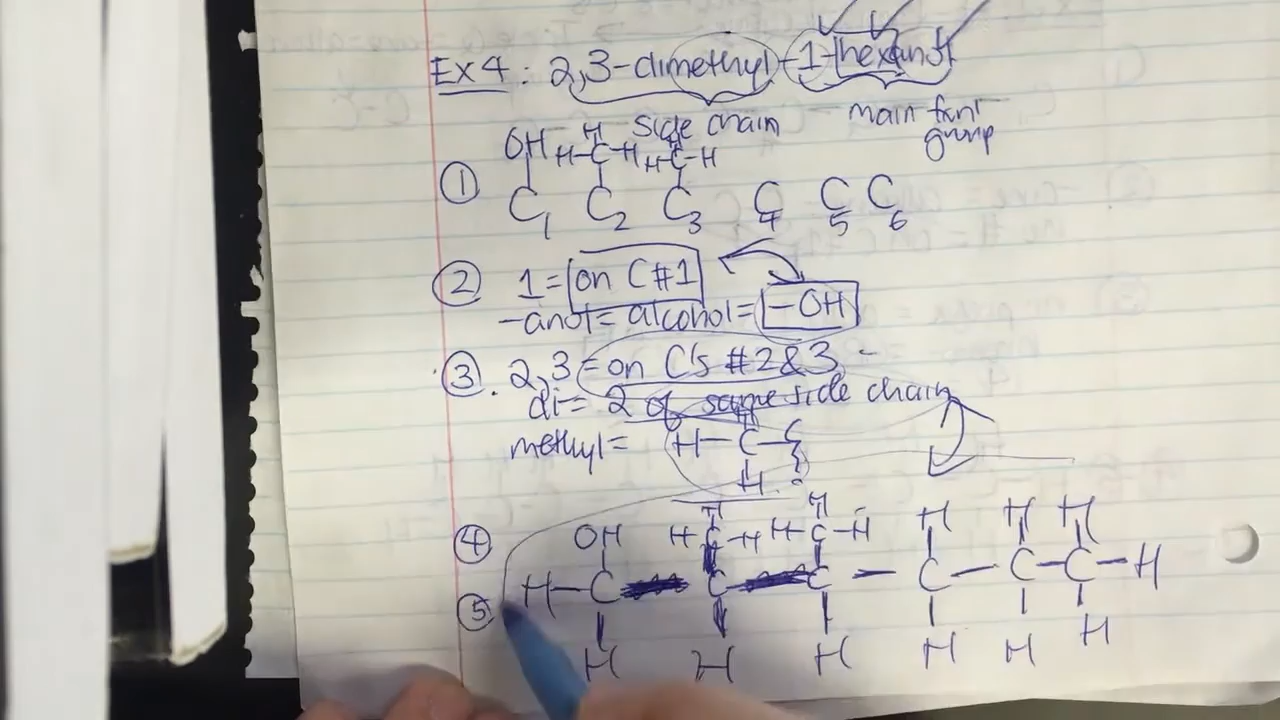 Ex 4: 2,3-dimethyl-1-hexanol
side chain main fxn'l group
H H
OH H-C-H H-C-H
① C1 C2 C3 C4 C5 C6
② 1 = on C#1
-anol = alcohol = -OH
③ 2,3 = on C's #2&3
di = 2 of same side chain
H
methyl = H-C-
H
H H H H H
④ OH H-C-H H-C-H
H-C-C-C-C-C-C-H
⑤
H H H H H H